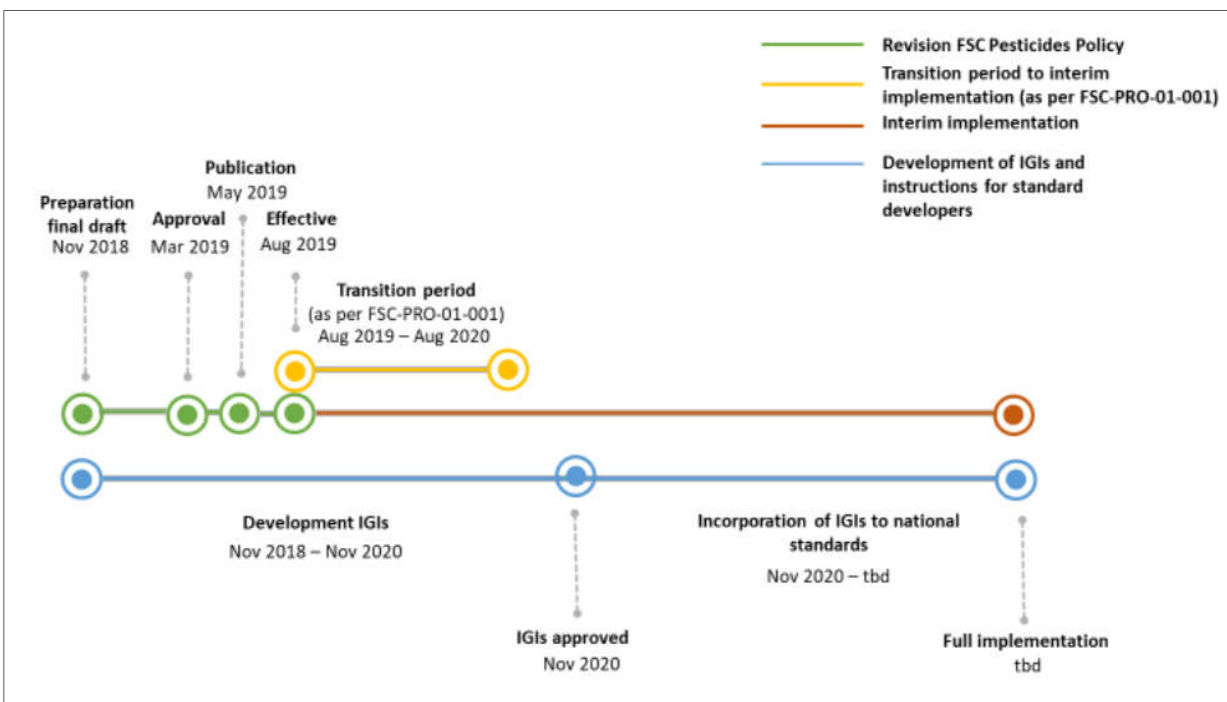 Revision FSC Pesticides Policy
Transition period to interim
implementation (as per FSC-PRO-01-001)
Interim implementation
Development of IGIs and
instructions for standard
developers
Publication
May 2019
Preparation
final draft
Nov 2018
Approval
Mar 2019
Effective
Aug 2019
Transition period
(as per FSC-PRO-01-001)
Aug 2019 – Aug 2020
Development IGIs
Nov 2018 – Nov 2020
Incorporation of IGIs to national
standards
Nov 2020 – tbd
IGIs approved
Nov 2020
Full implementation
tbd